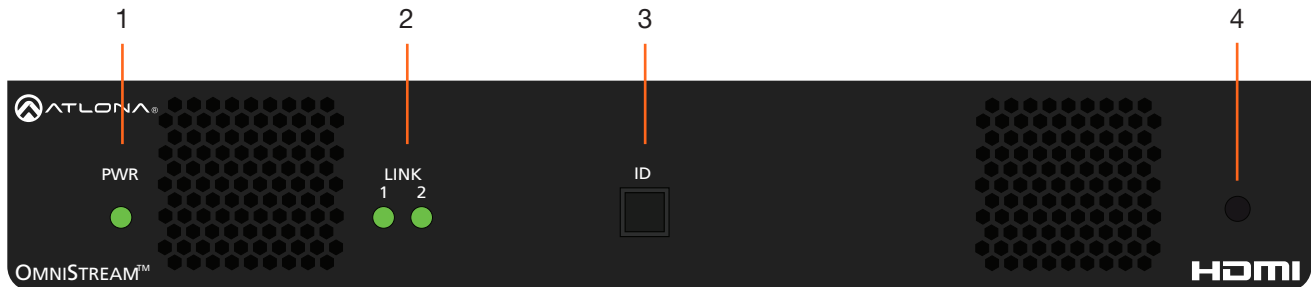 1 2 3 4
ATLONA®
PWR LINK ID
1 2
OMNISTREAM™ HDMI